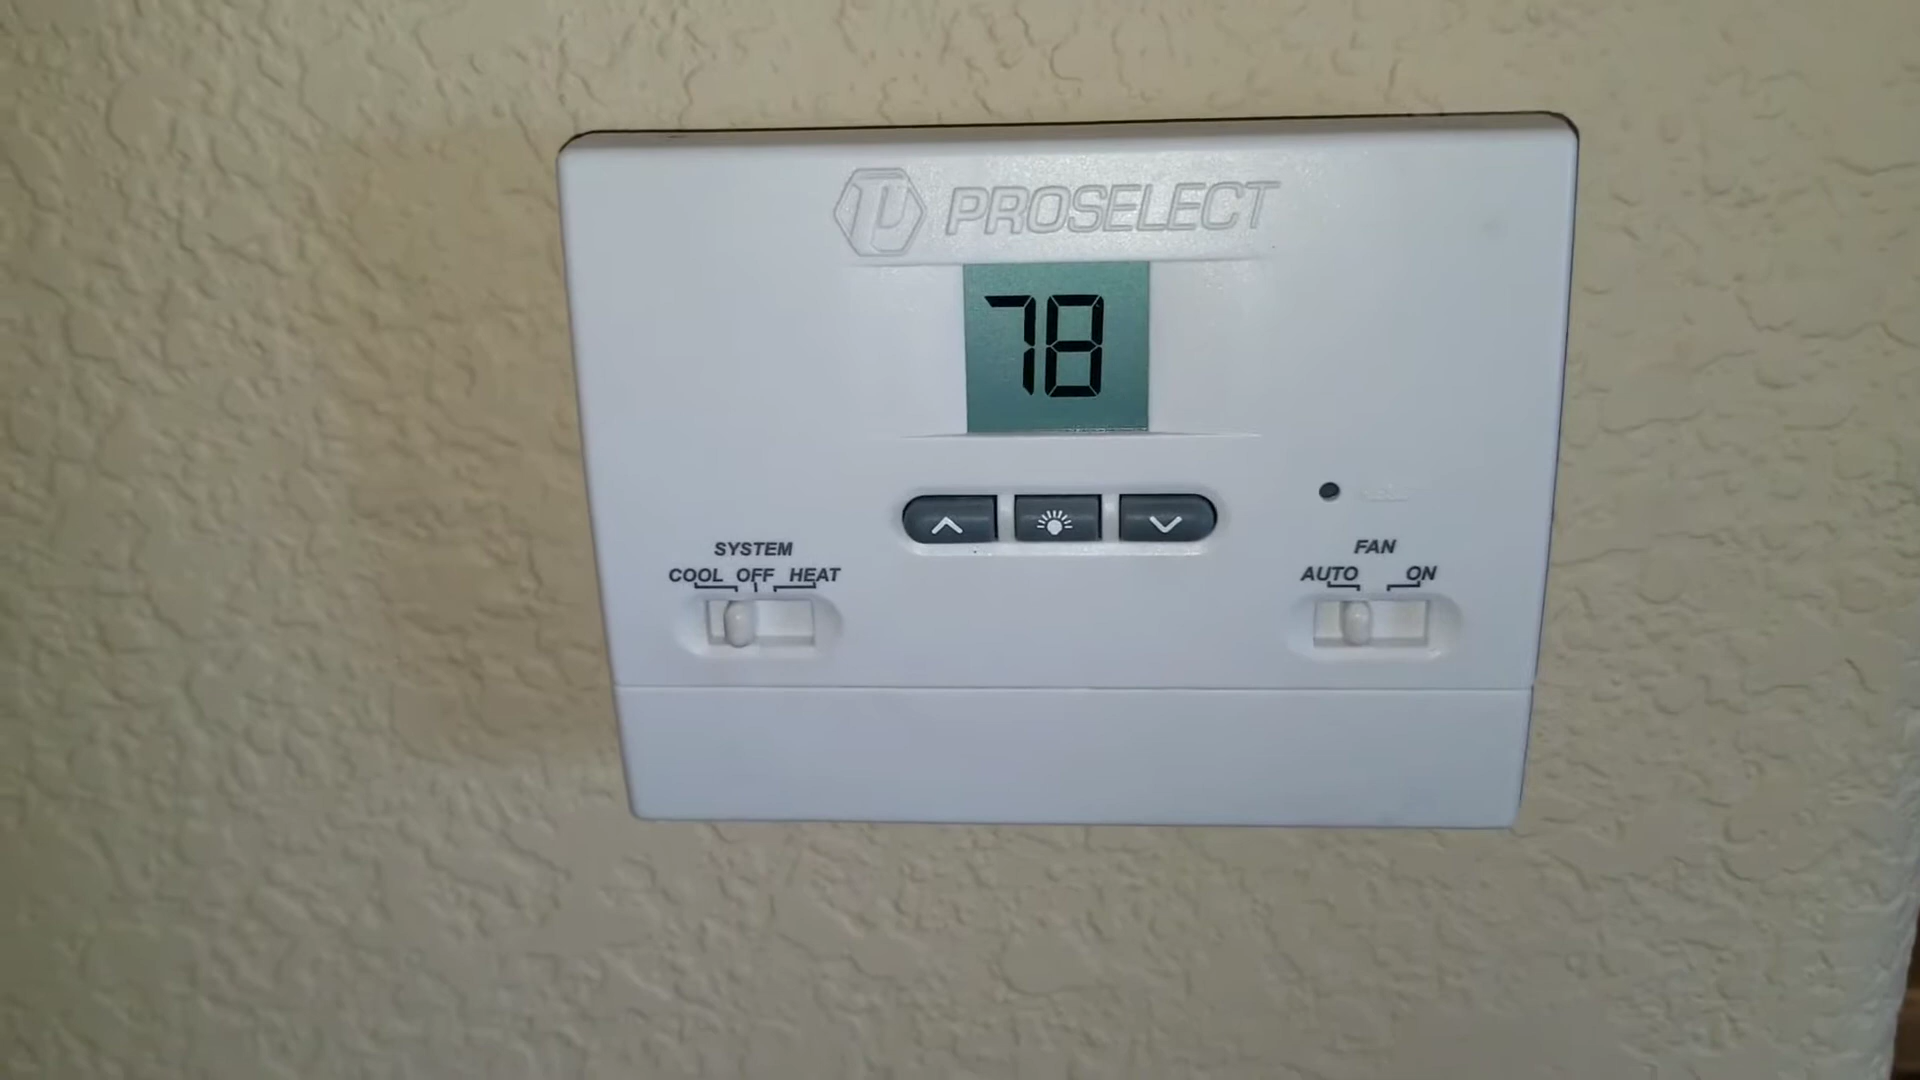 PROSELECT
78
SYSTEM
COOL OFF HEAT
FAN
AUTO ON